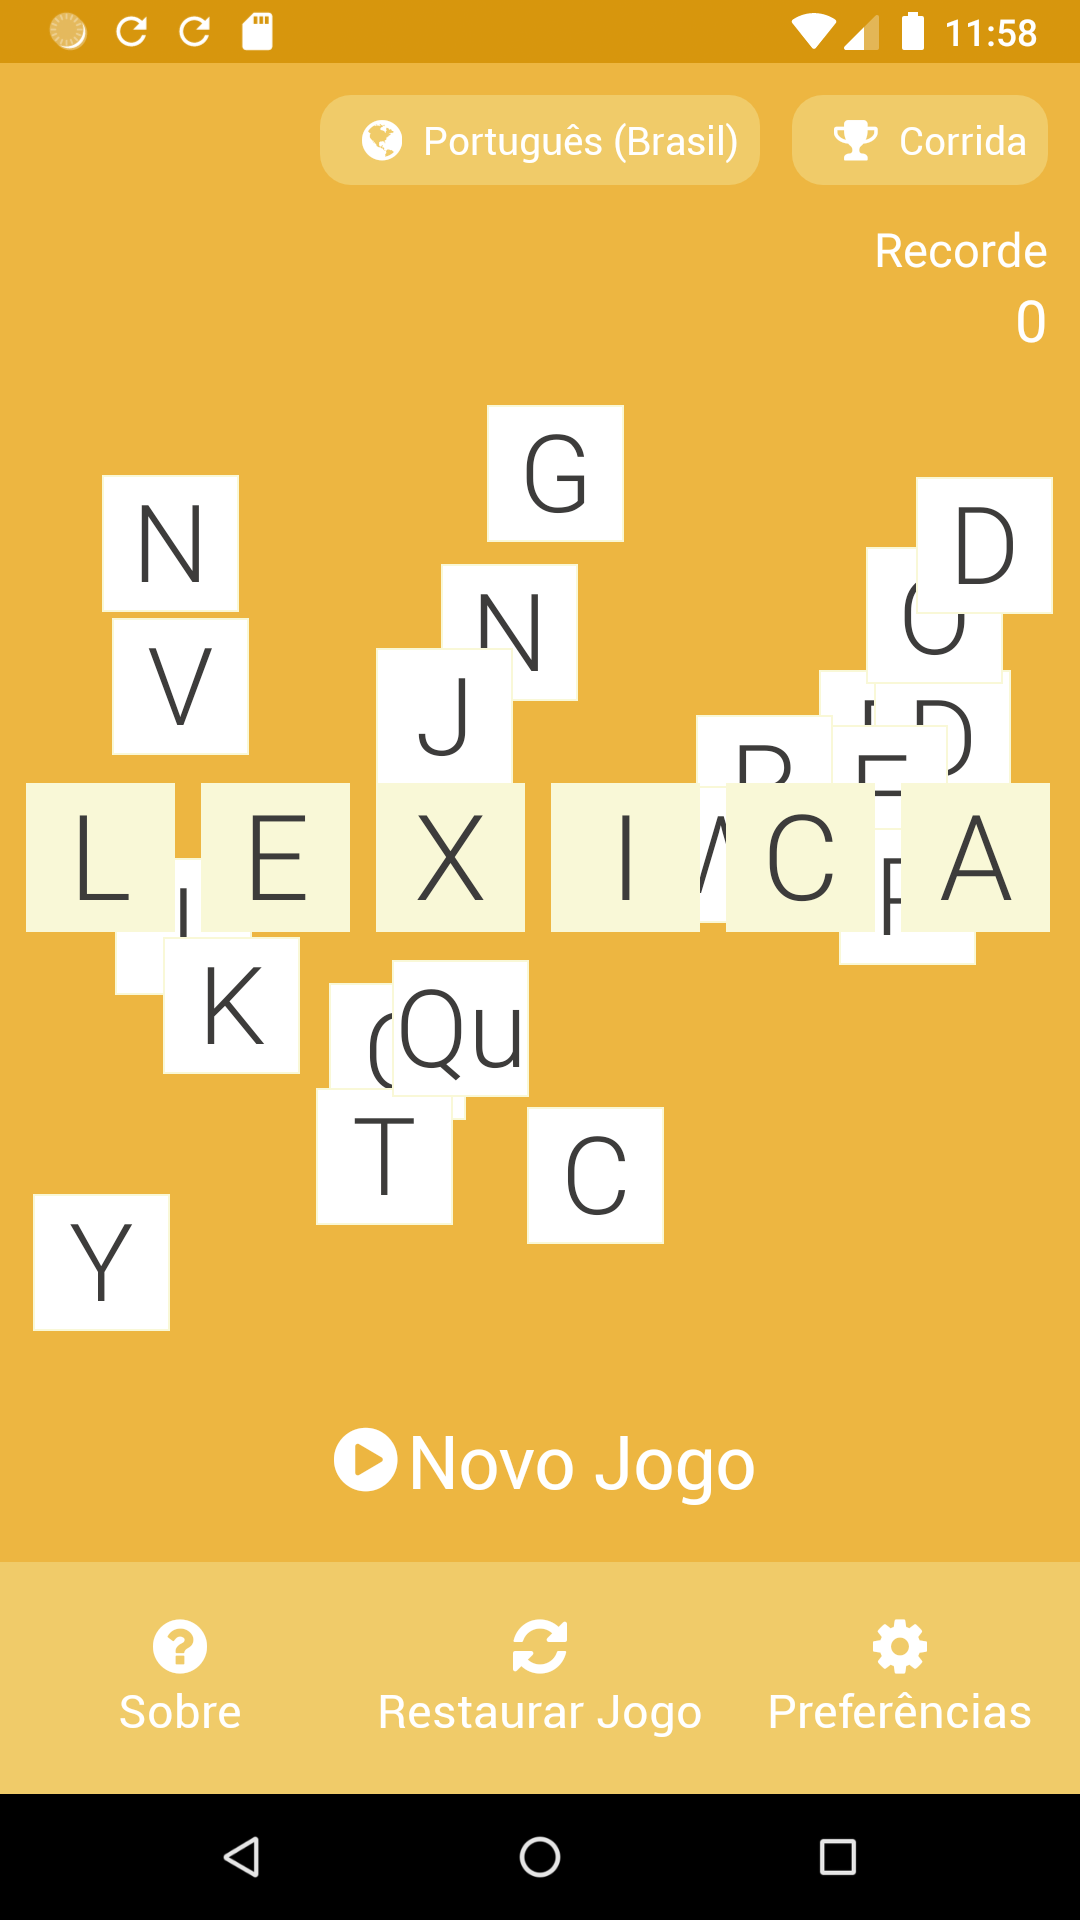 11:58
Português (Brasil) Corrida
Recorde
0
G
N
D
N
V
J
L E X I C A
K
Qu
T
C
Y
Novo Jogo
Sobre Restaurar Jogo Preferências